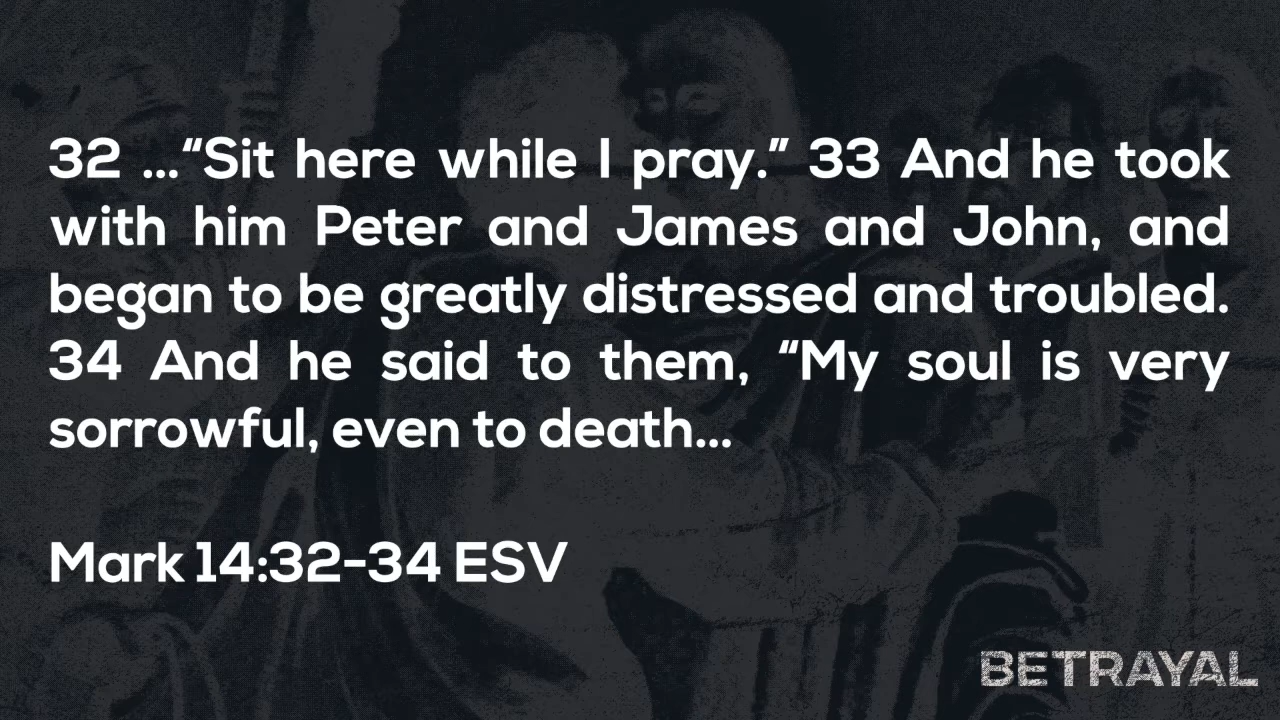 32 ...“Sit here while I pray.” 33 And he took
with him Peter and James and John, and
began to be greatly distressed and troubled.
34 And he said to them, “My soul is very
sorrowful, even to death...
Mark 14:32-34 ESV
BETRAYAL